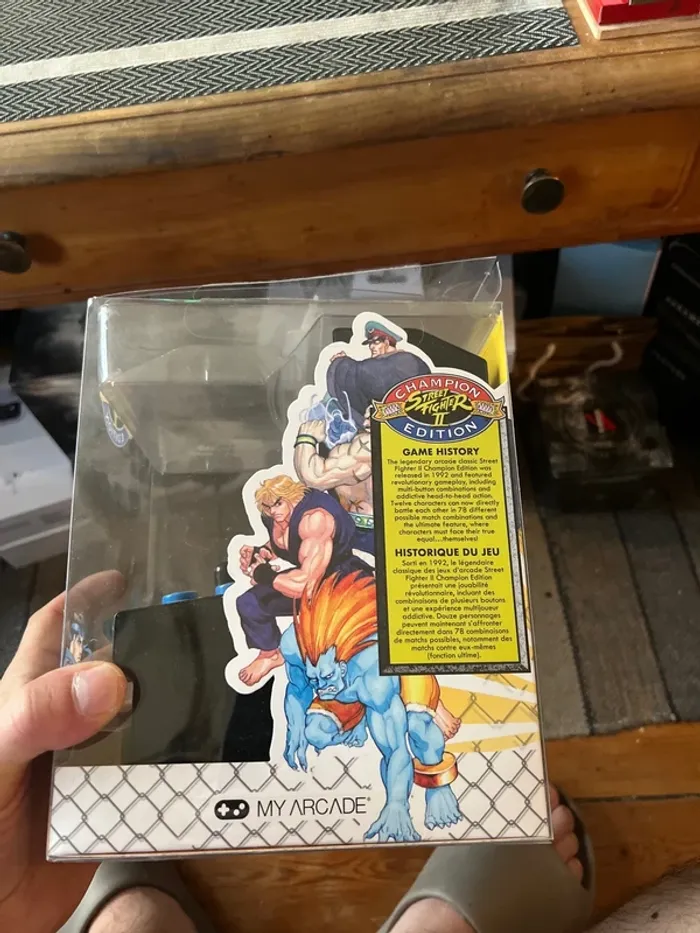 CHAMPION
STREET
FIGHTER
II
EDITION
GAME HISTORY
The legendary arcade classic Street
Fighter II Champion Edition was
released in 1992 and featured
revolutionary gameplay, including
multi-button combinations and
addictive head-to-head action.
Twelve characters can now directly
battle each other in 78 different
possible match combinations and
the ultimate feature, where
characters must face their true
equal...themselves!
HISTORIQUE DU JEU
Sorti en 1992, le légendaire
classique des jeux d'arcade Street
Fighter II Champion Edition
présentait une jouabilité
révolutionnaire, incluant des
combinaisons de plusieurs boutons
et une expérience multijoueur
addictive. Douze personnages
peuvent maintenant s'affronter
directement dans 78 combinaisons
de matchs possibles, notamment des
matchs contre eux-mêmes
(fonction ultime).
MY ARCADE®